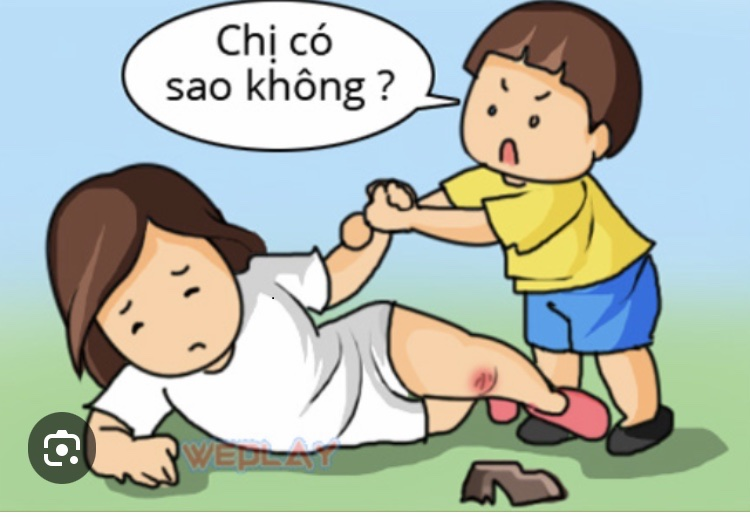 Chị có
sao không ?
WEPLAY